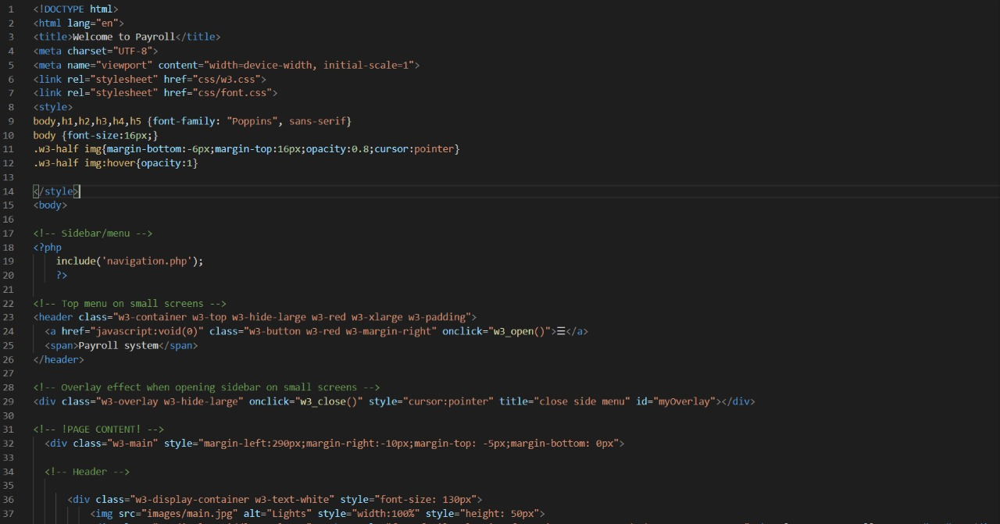 1 <!DOCTYPE html>
2 <html lang="en">
3 <title>Welcome to Payroll</title>
4 <meta charset="UTF-8">
5 <meta name="viewport" content="width=device-width, initial-scale=1">
6 <link rel="stylesheet" href="css/w3.css">
7 <link rel="stylesheet" href="css/font.css">
8 <style>
9 body,h1,h2,h3,h4,h5 {font-family: "Poppins", sans-serif}
10 body {font-size:16px;}
11 .w3-half img{margin-bottom:-6px;margin-top:16px;opacity:0.8;cursor:pointer}
12 .w3-half img:hover{opacity:1}
13
14 </style>
15 <body>
16
17 <!-- Sidebar/menu -->
18 <?php
19     include('navigation.php');
20     ?>
21
22 <!-- Top menu on small screens -->
23 <header class="w3-container w3-top w3-hide-large w3-red w3-xlarge w3-padding">
24   <a href="javascript:void(0)" class="w3-button w3-red w3-margin-right" onclick="w3_open()">☰</a>
25   <span>Payroll system</span>
26 </header>
27
28 <!-- Overlay effect when opening sidebar on small screens -->
29 <div class="w3-overlay w3-hide-large" onclick="w3_close()" style="cursor:pointer" title="close side menu" id="myOverlay"></div>
30
31 <!-- !PAGE CONTENT! -->
32   <div class="w3-main" style="margin-left:290px;margin-right:-10px;margin-top: -5px;margin-bottom: 0px">
33
34   <!-- Header -->
35
36       <div class="w3-display-container w3-text-white" style="font-size: 130px">
37           <img src="images/main.jpg" alt="Lights" style="width:100%" style="height: 50px">